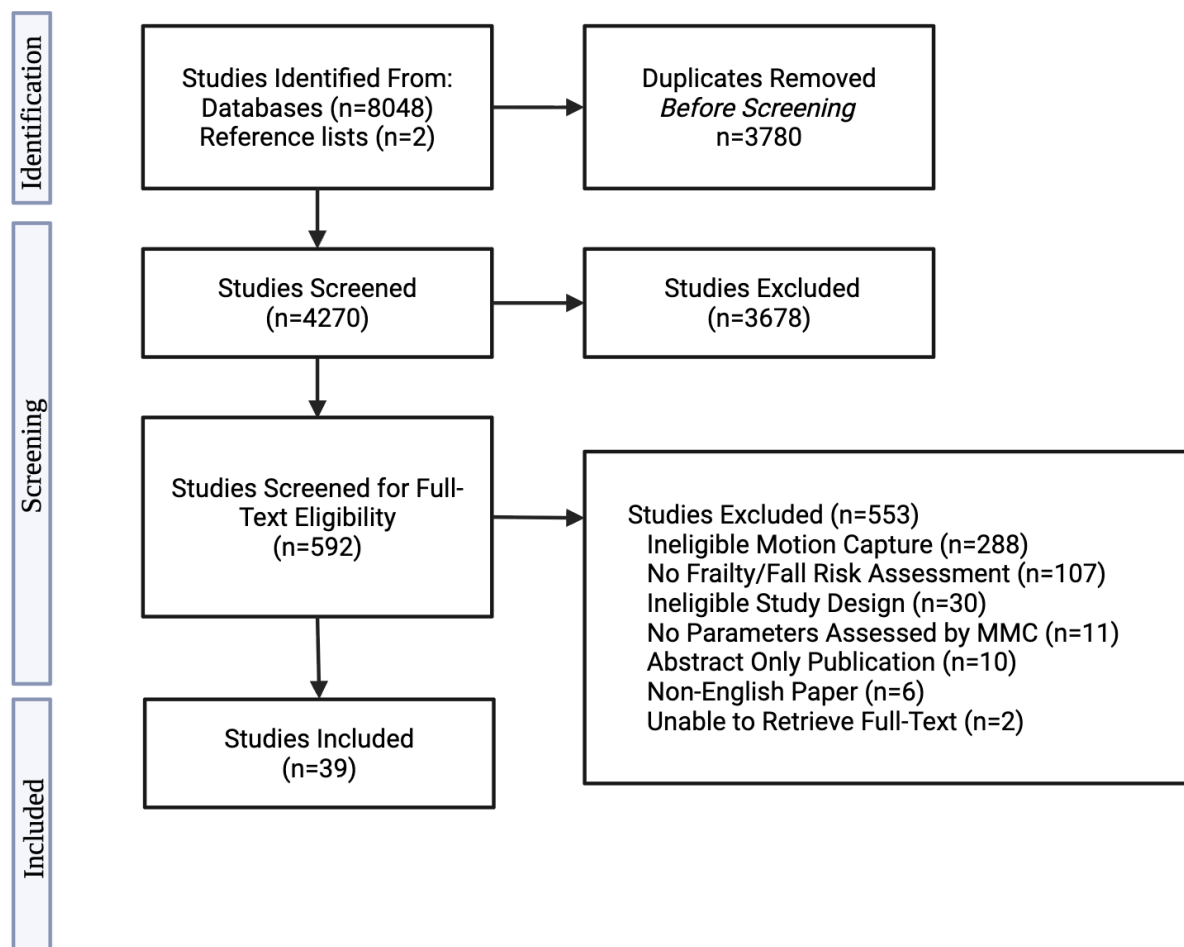 Identification
Studies Identified From:
Databases (n=8048)
Reference lists (n=2)
Duplicates Removed
Before Screening
n=3780
Screening
Studies Screened
(n=4270)
Studies Excluded
(n=3678)
Studies Screened for Full-
Text Eligibility
(n=592)
Studies Excluded (n=553)
Ineligible Motion Capture (n=288)
No Frailty/Fall Risk Assessment (n=107)
Ineligible Study Design (n=30)
No Parameters Assessed by MMC (n=11)
Abstract Only Publication (n=10)
Non-English Paper (n=6)
Unable to Retrieve Full-Text (n=2)
Included
Studies Included
(n=39)